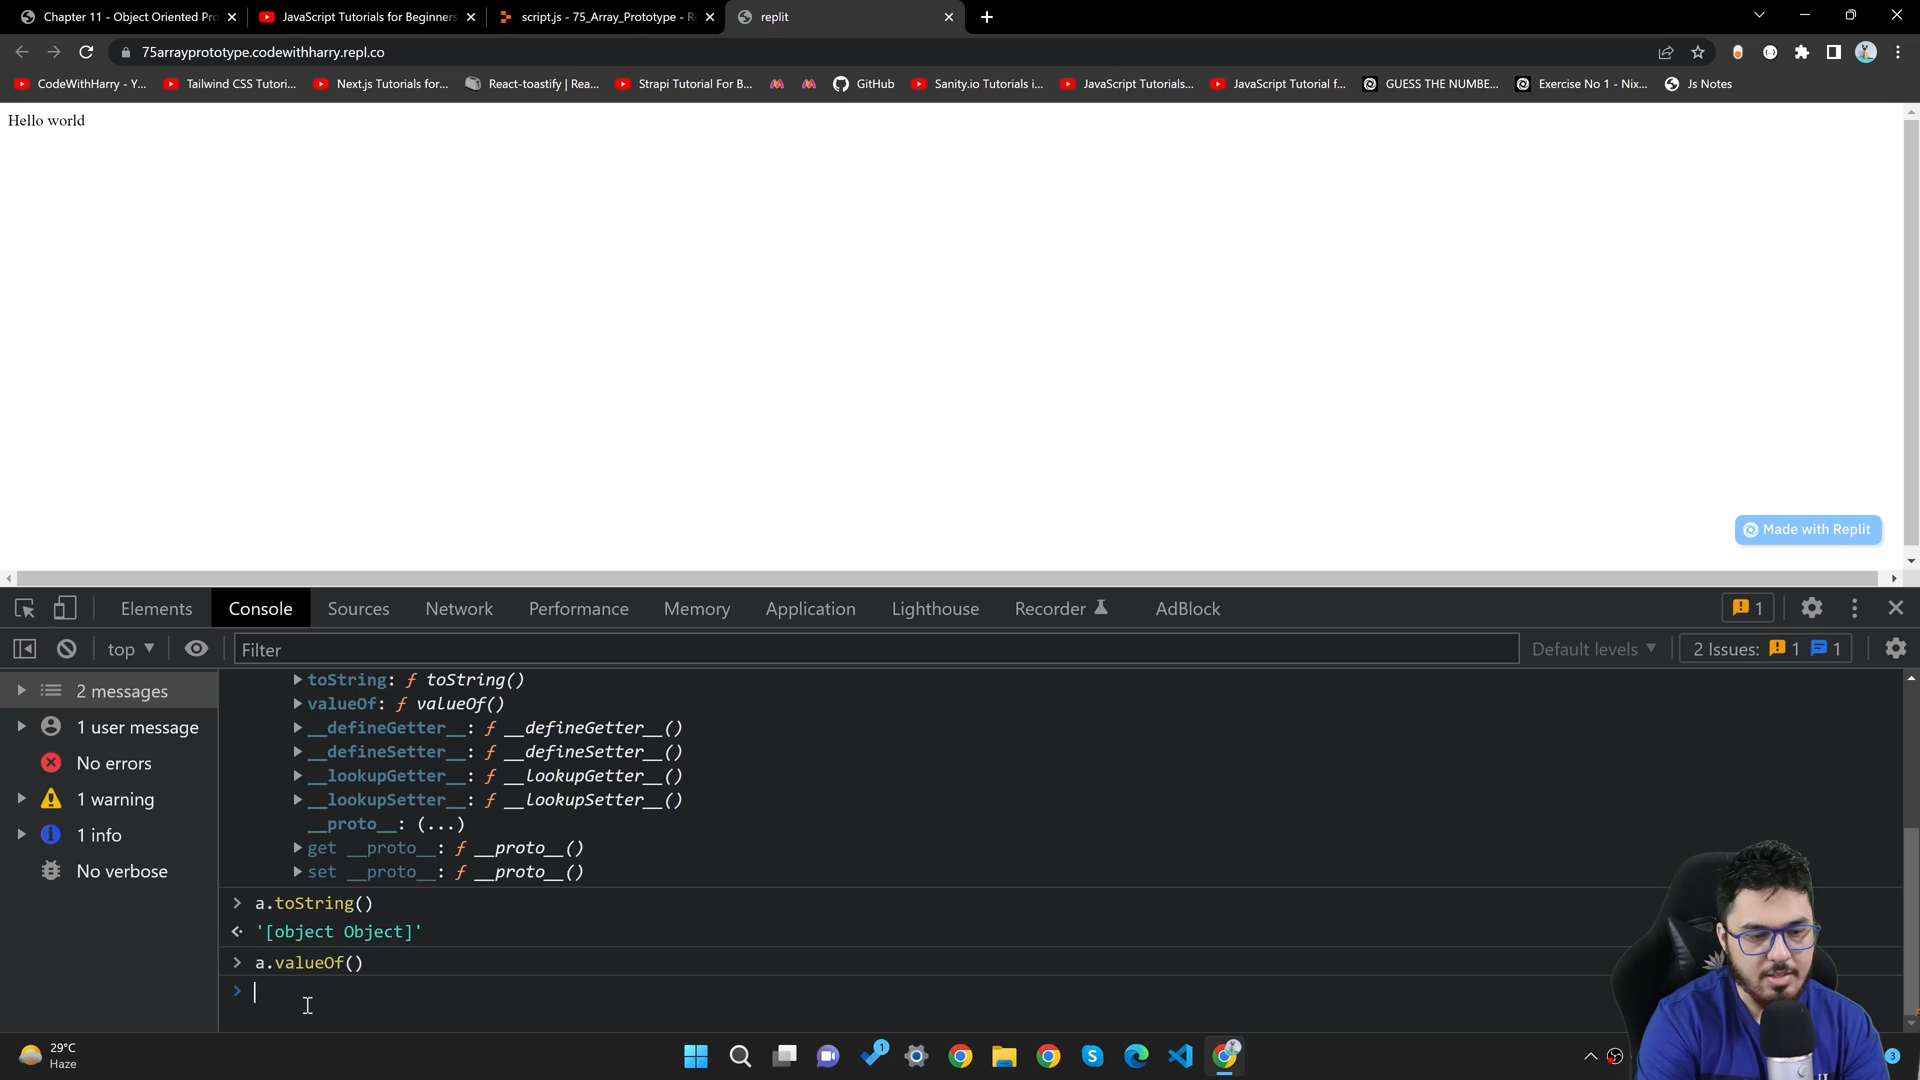 Chapter 11 - Object Oriented Pro
JavaScript Tutorials for Beginners
script.js - 75_Array_Prototype - R
replit
75arrayprototype.codewithharry.repl.co
CodeWithHarry - Y...
Tailwind CSS Tutori...
Next.js Tutorials for...
React-toastify | Rea...
Strapi Tutorial For B...
GitHub
Sanity.io Tutorials i...
JavaScript Tutorials...
JavaScript Tutorial f...
GUESS THE NUMBE...
Exercise No 1 - Nix...
Js Notes
Hello world
Made with Replit
Elements Console Sources Network Performance Memory Application Lighthouse Recorder AdBlock 1
top Filter Default levels 2 Issues: 1 1
2 messages
1 user message
No errors
1 warning
1 info
No verbose
toString: ƒ toString()
valueOf: ƒ valueOf()
__defineGetter__: ƒ __defineGetter__()
__defineSetter__: ƒ __defineSetter__()
__lookupGetter__: ƒ __lookupGetter__()
__lookupSetter__: ƒ __lookupSetter__()
__proto__: (...)
get __proto__: ƒ __proto__()
set __proto__: ƒ __proto__()
> a.toString()
'[object Object]'
> a.valueOf()
>
29°C
Haze
1
3